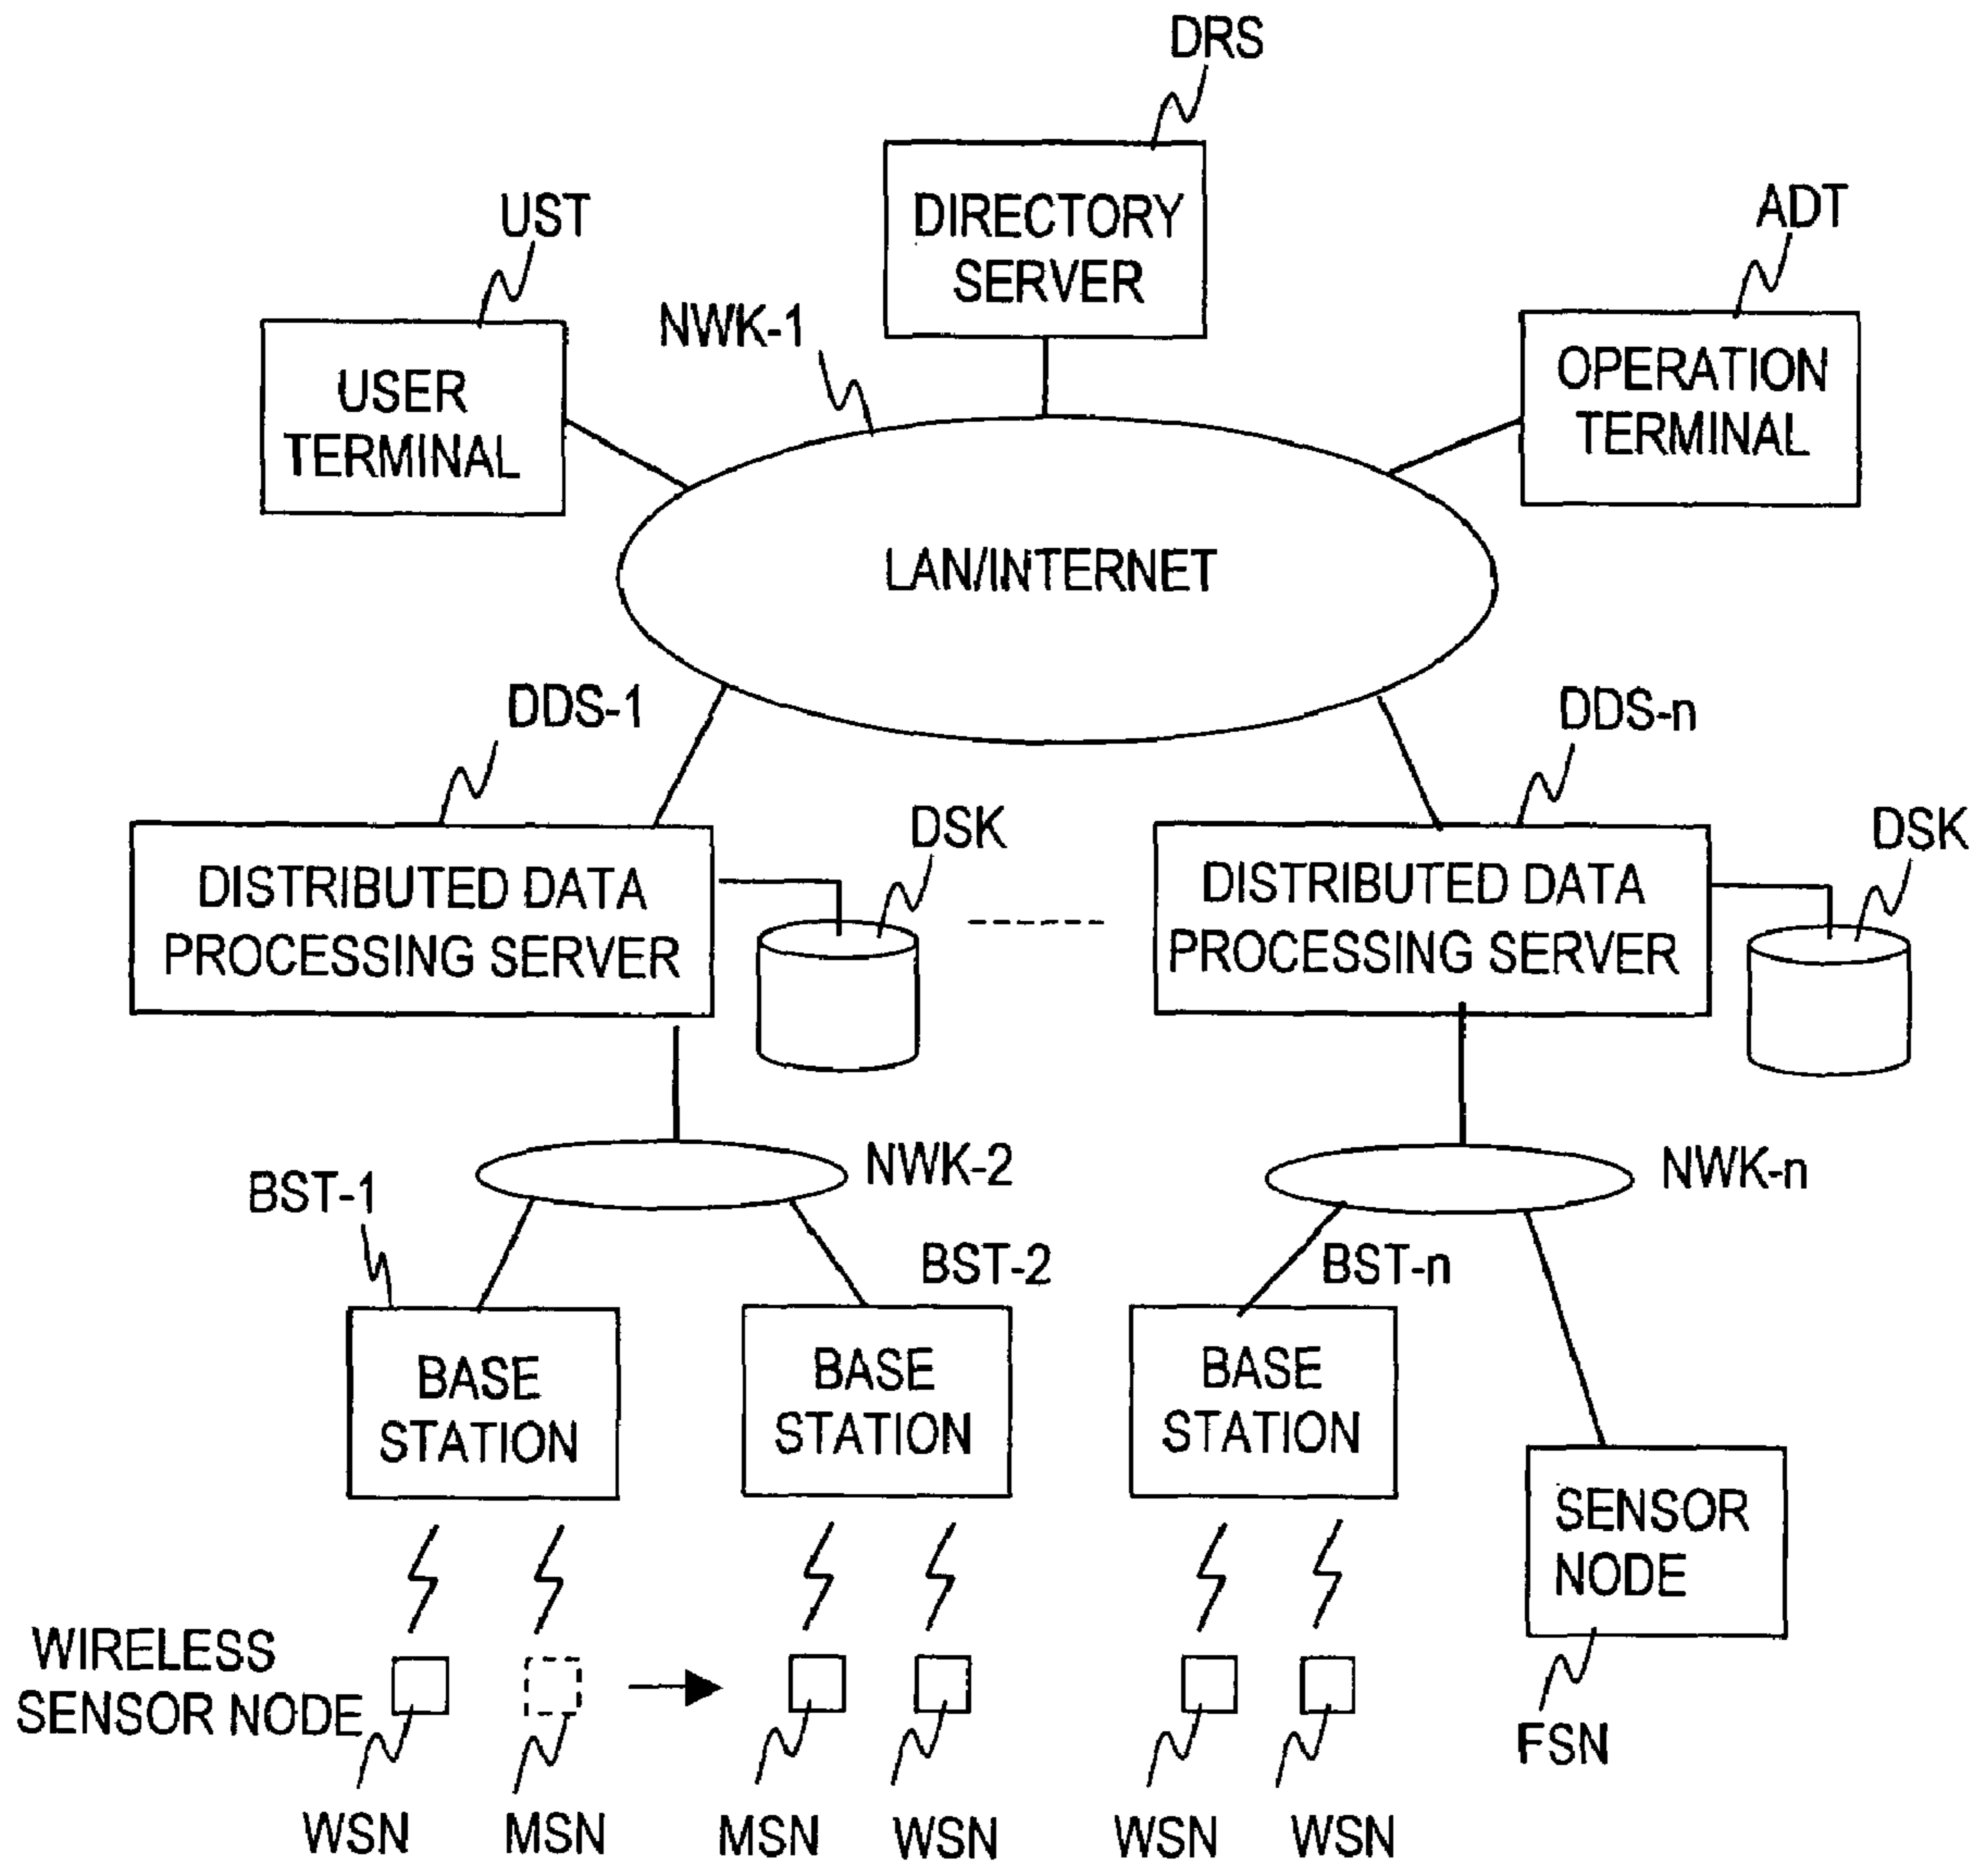 DRS
DIRECTORY
SERVER
UST
USER
TERMINAL
ADT
OPERATION
TERMINAL
NWK-1
LAN/INTERNET
DDS-1
DISTRIBUTED DATA
PROCESSING SERVER
DSK
DDS-n
DISTRIBUTED DATA
PROCESSING SERVER
DSK
NWK-2
NWK-n
BST-1
BASE
STATION
BST-2
BASE
STATION
BST-n
BASE
STATION
SENSOR
NODE
FSN
WIRELESS
SENSOR NODE
WSN
MSN
MSN
WSN
WSN
WSN